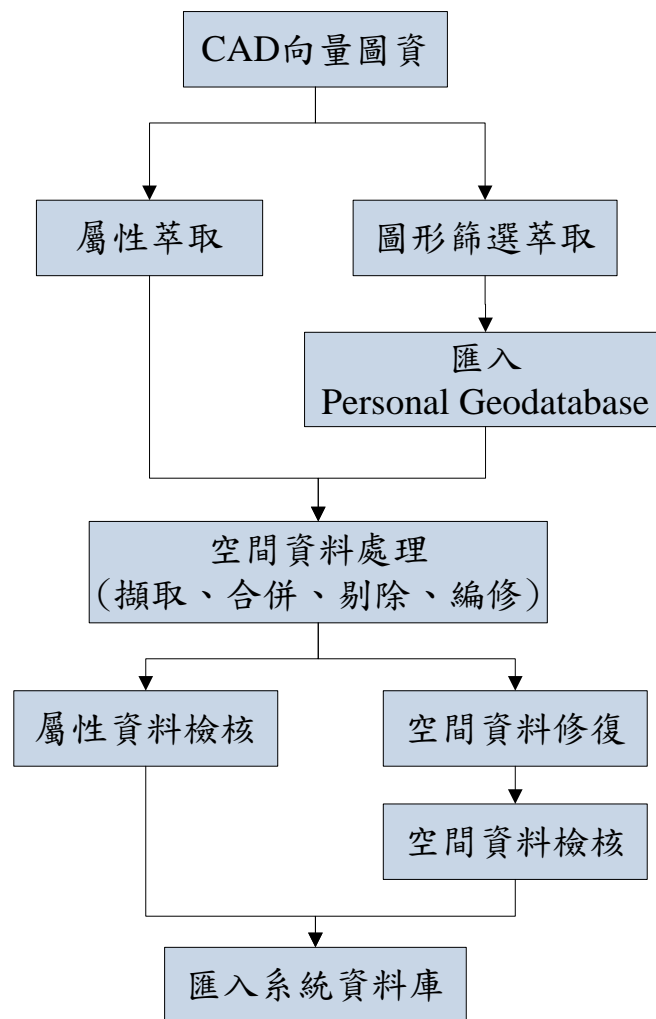 CAD向量圖資
屬性萃取
圖形篩選萃取
匯入
Personal Geodatabase
空間資料處理
（擷取、合併、剔除、編修）
屬性資料檢核
空間資料修復
空間資料檢核
匯入系統資料庫